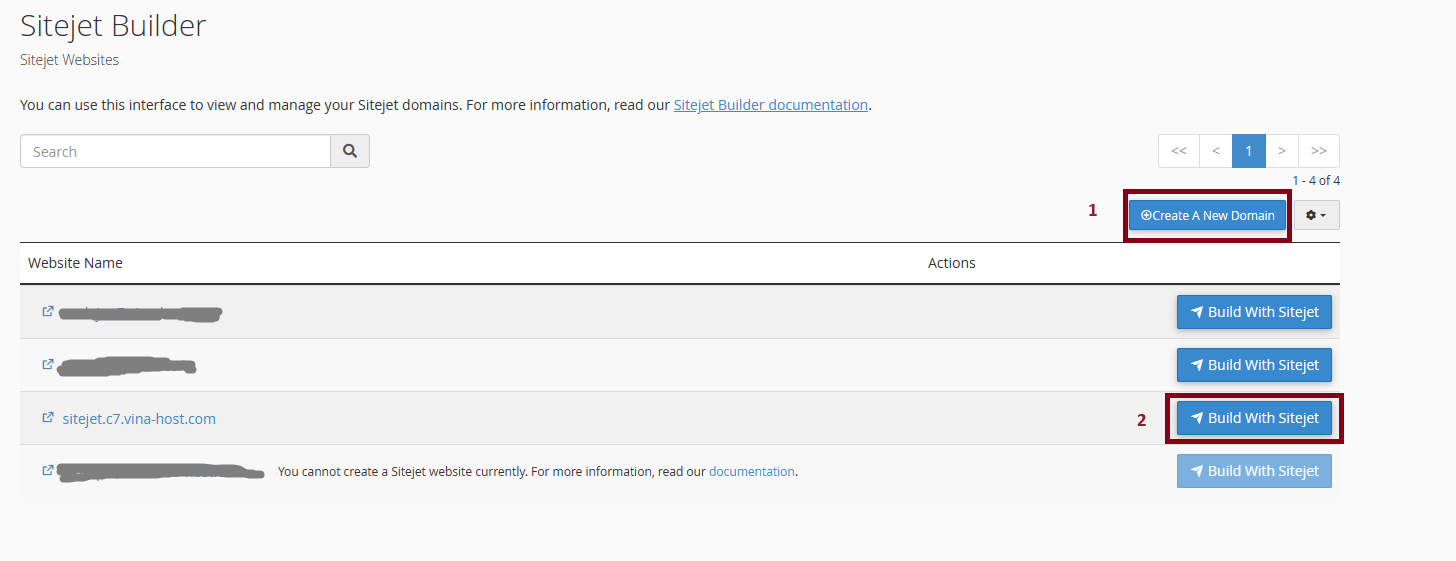 Sitejet Builder
Sitejet Websites
You can use this interface to view and manage your Sitejet domains. For more information, read our Sitejet Builder documentation.
Search
<< < 1 > >>
1 - 4 of 4
1 Create A New Domain
Website Name Actions
Build With Sitejet
Build With Sitejet
sitejet.c7.vina-host.com 2 Build With Sitejet
You cannot create a Sitejet website currently. For more information, read our documentation. Build With Sitejet